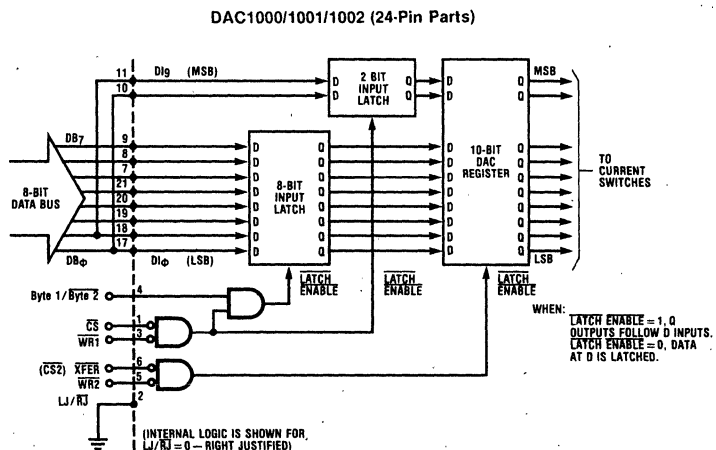 DAC1000/1001/1002 (24-Pin Parts)
11 DI9 (MSB)
10
D Q
D Q
2 BIT
INPUT
LATCH
D Q MSB
D Q
DB7 9
8
7
21
20
19
18
17
8-BIT
DATA BUS
DBΦ
DIΦ (LSB)
D Q
D Q
D Q
D Q
D Q
D Q
D Q
D Q
8-BIT
INPUT
LATCH
D Q
D Q
D Q
D Q
D Q
D Q
D Q
D Q
10-BIT
DAC
REGISTER
LSB
TO
CURRENT
SWITCHES
LATCH
ENABLE
LATCH
ENABLE
LATCH
ENABLE
Byte 1/Byte 2 4
CS 1
WR1 3
(CS2) XFER 6
WR2 5
LJ/RJ 2
WHEN:
LATCH ENABLE = 1, Q
OUTPUTS FOLLOW D INPUTS.
LATCH ENABLE = 0, DATA
AT D IS LATCHED.
(INTERNAL LOGIC IS SHOWN FOR
LJ/RJ = 0 — RIGHT JUSTIFIED)